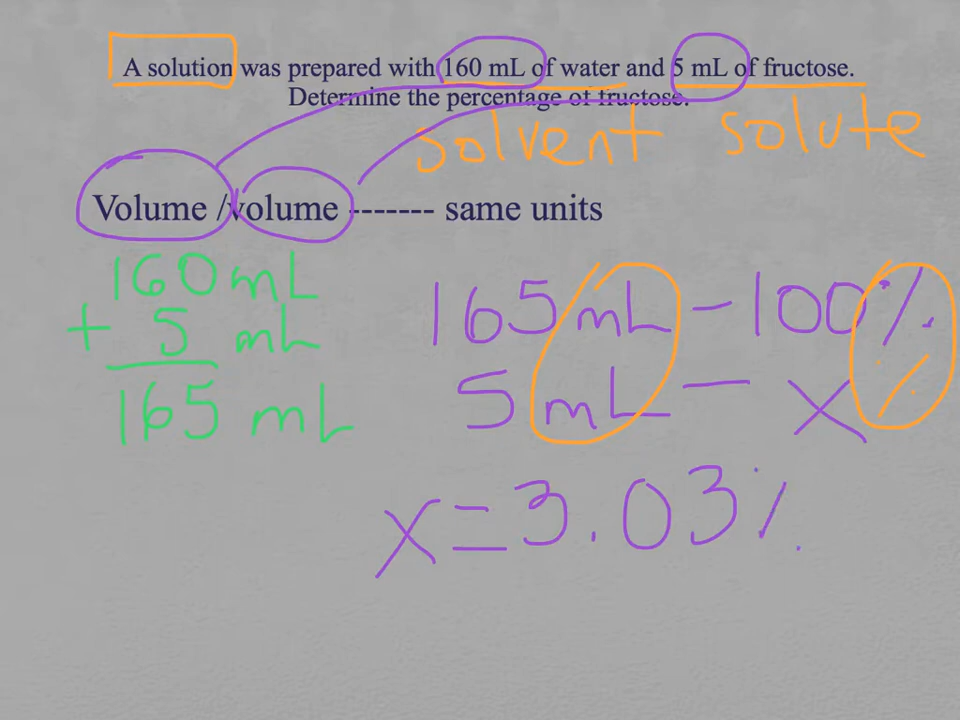 A solution was prepared with 160 mL of water and 5 mL of fructose.
Determine the percentage of fructose.
solvent solute
Volume /volume ------- same units
160 mL
+ 5 mL
165 mL
165 mL - 100%
5 mL - x %
x = 3.03%